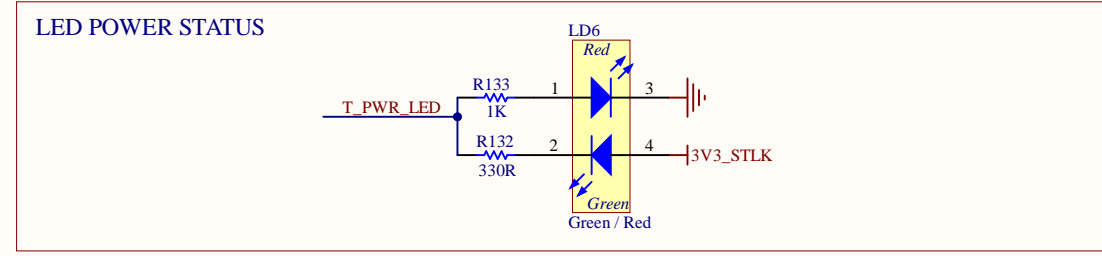 LED POWER STATUS
LD6
Red
R133
1
3
1K
T_PWR_LED
R132
2
4
330R
3V3_STLK
Green
Green / Red